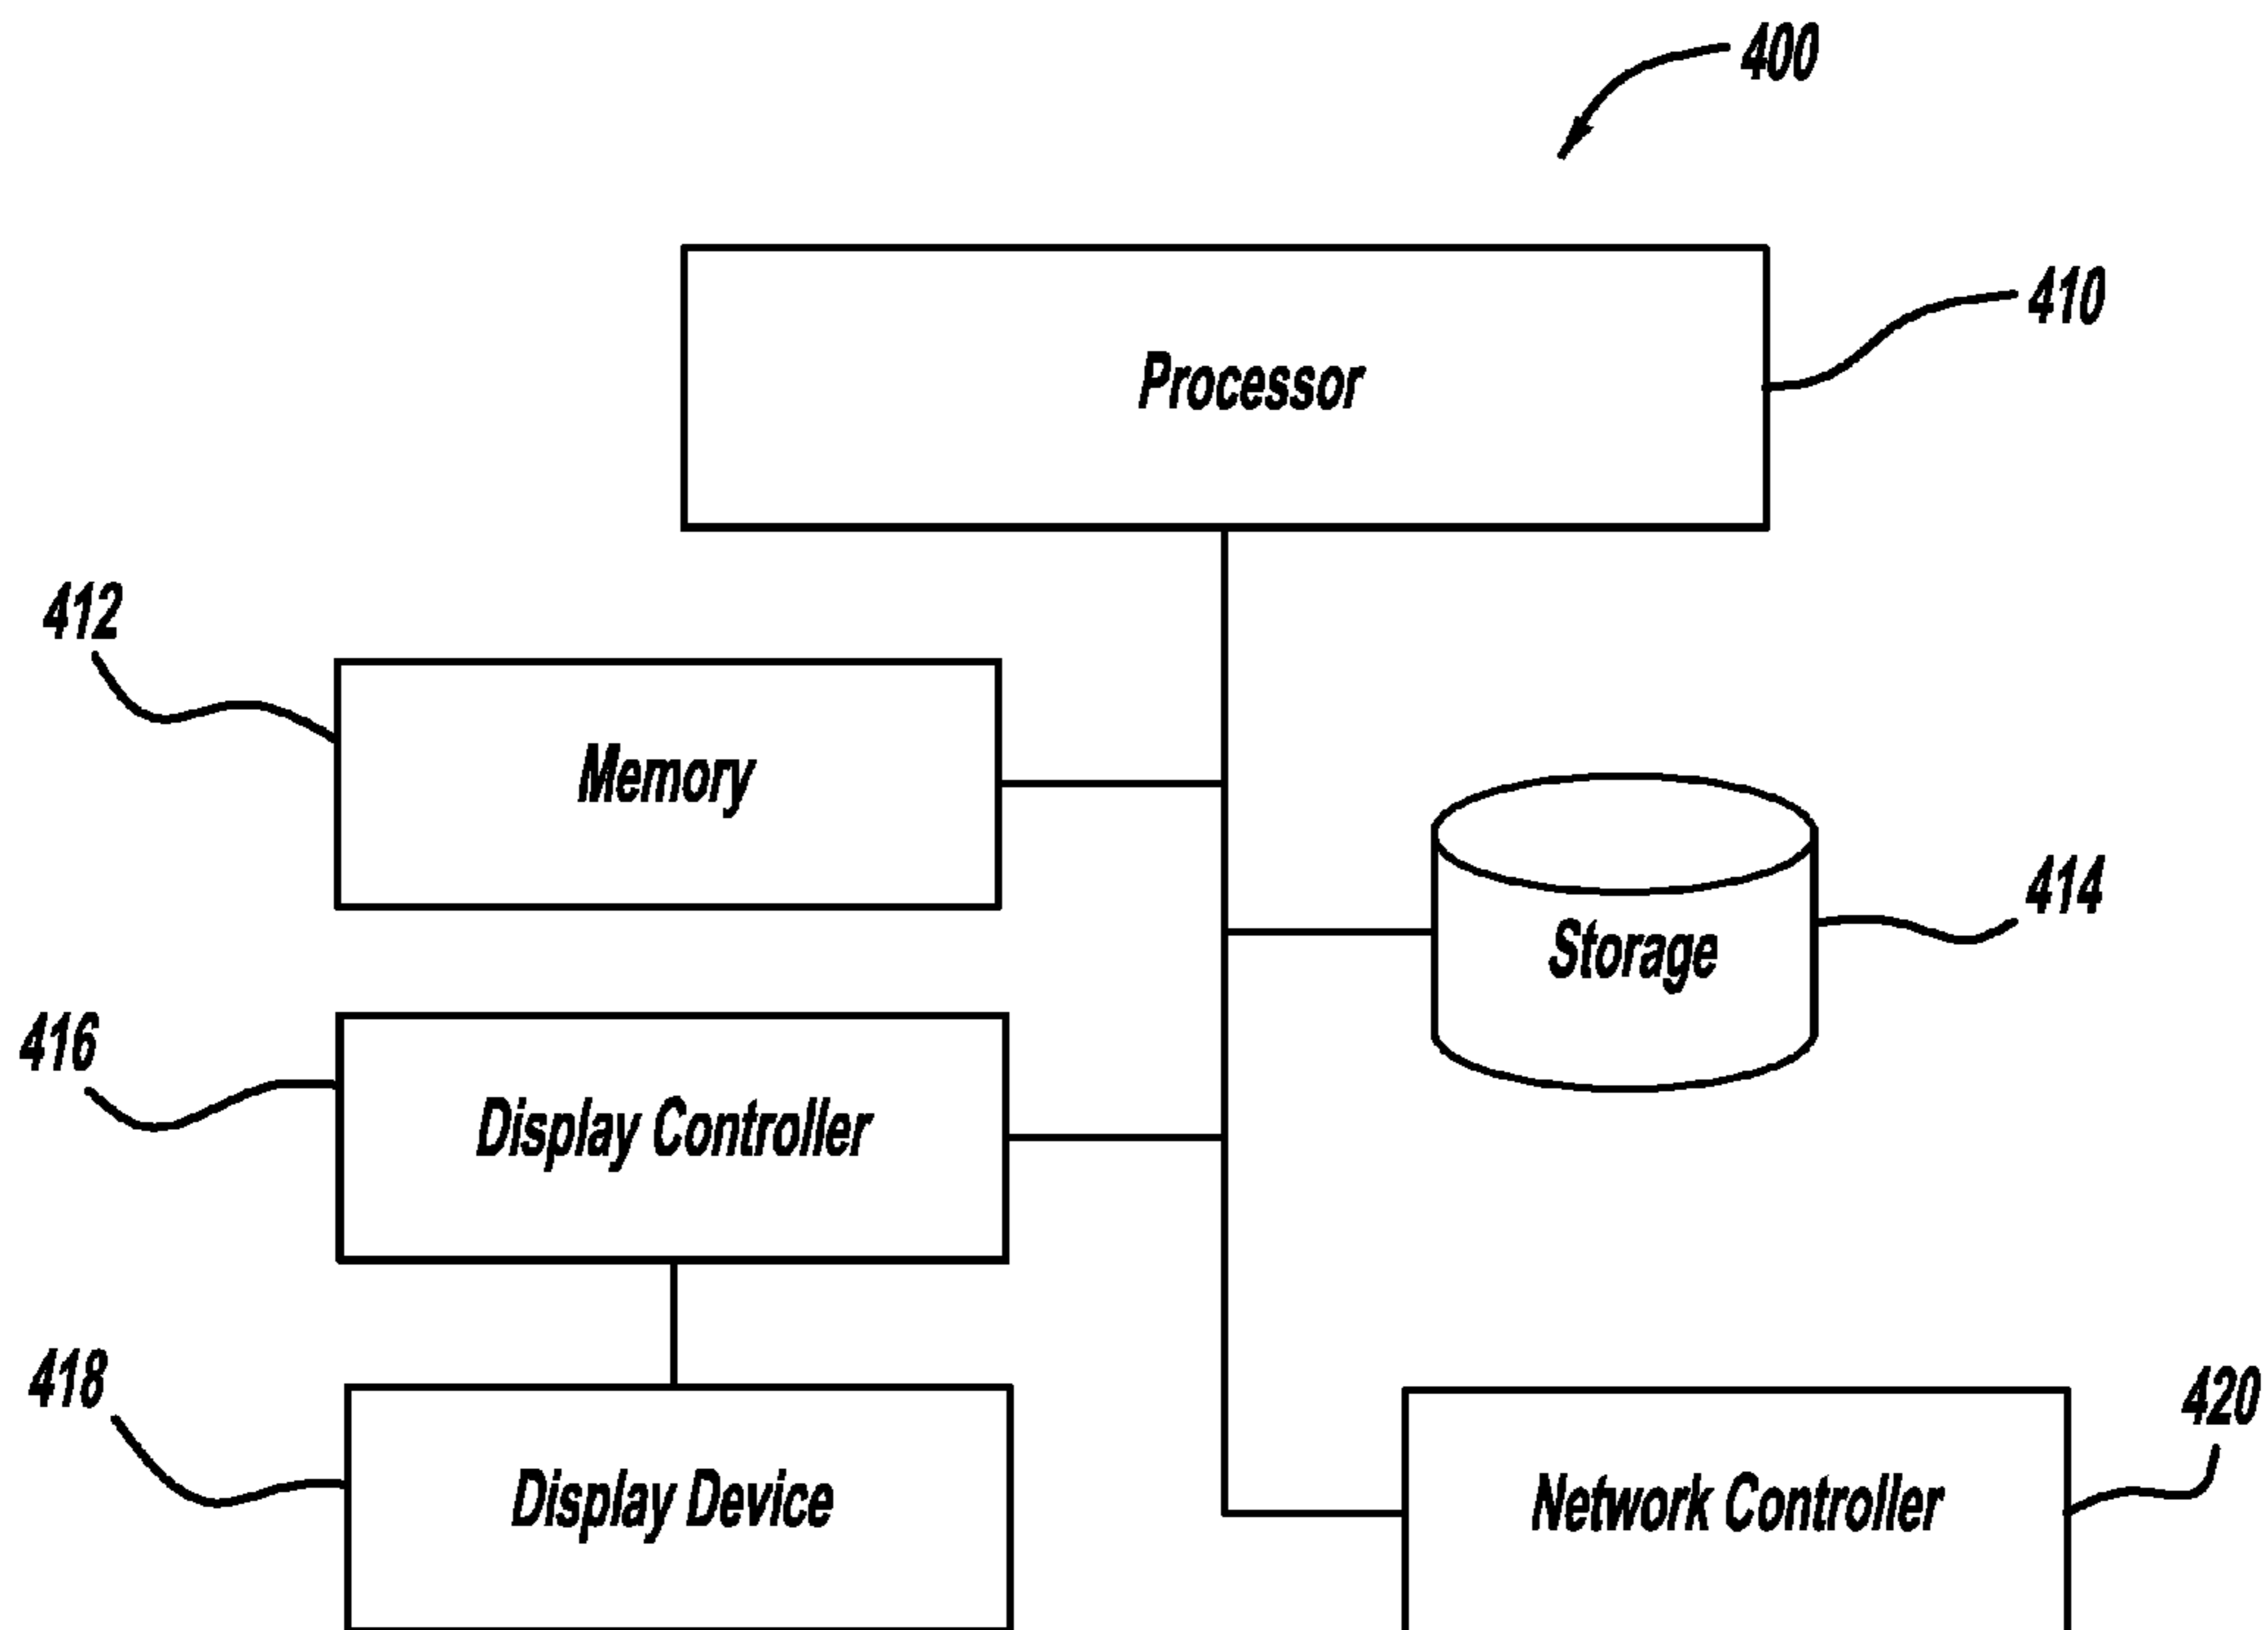 400
410
Processor
412
Memory
414
Storage
416
Display Controller
418
Display Device
420
Network Controller